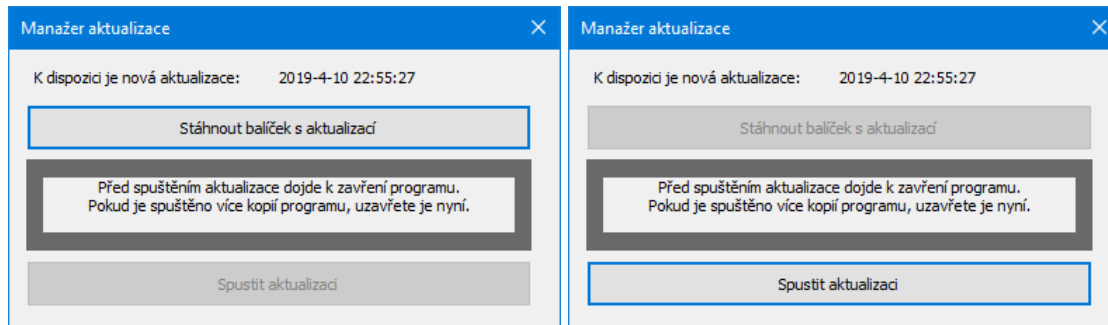 Manažer aktualizace
K dispozici je nová aktualizace: 2019-4-10 22:55:27
Stáhnout balíček s aktualizací
Před spuštěním aktualizace dojde k zavření programu.
Pokud je spuštěno více kopií programu, uzavřete je nyní.
Spustit aktualizaci
Manažer aktualizace
K dispozici je nová aktualizace: 2019-4-10 22:55:27
Stáhnout balíček s aktualizací
Před spuštěním aktualizace dojde k zavření programu.
Pokud je spuštěno více kopií programu, uzavřete je nyní.
Spustit aktualizaci